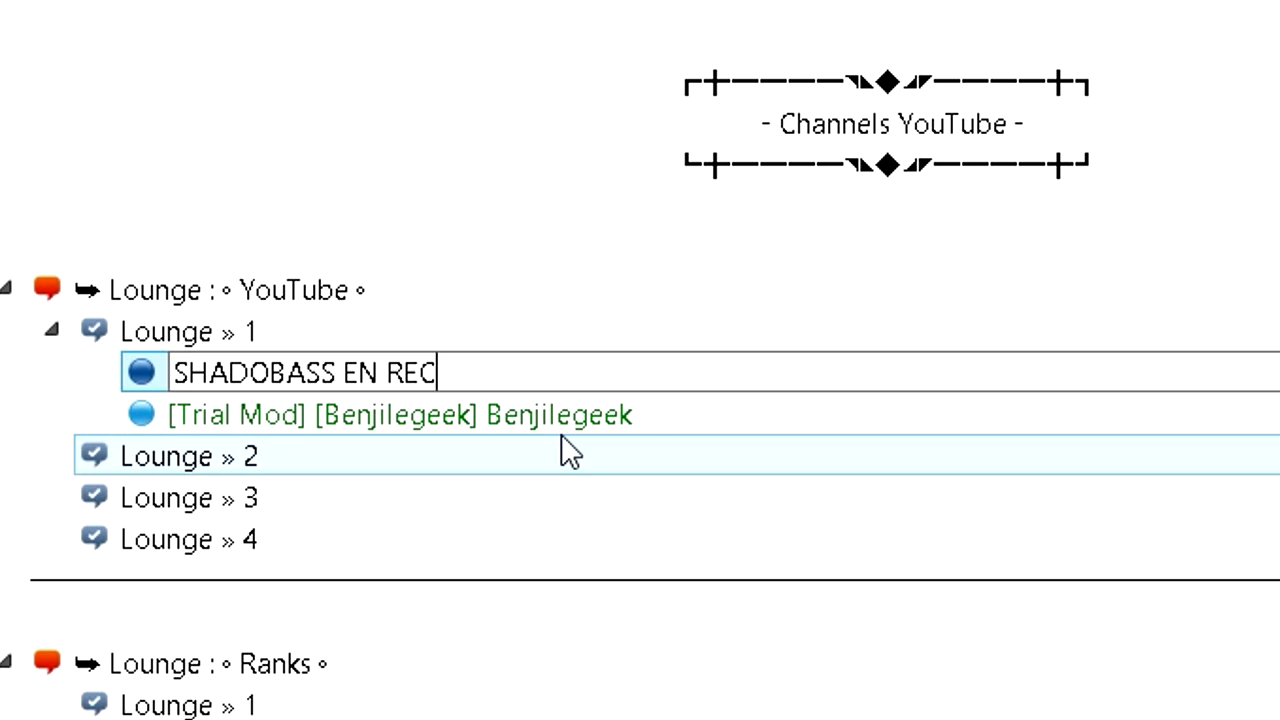 - Channels YouTube -
➥ Lounge : ∘ YouTube ∘
Lounge » 1
SHADOBASS EN REC
[Trial Mod] [Benjilegeek] Benjilegeek
Lounge » 2
Lounge » 3
Lounge » 4
➥ Lounge : ∘ Ranks ∘
Lounge » 1